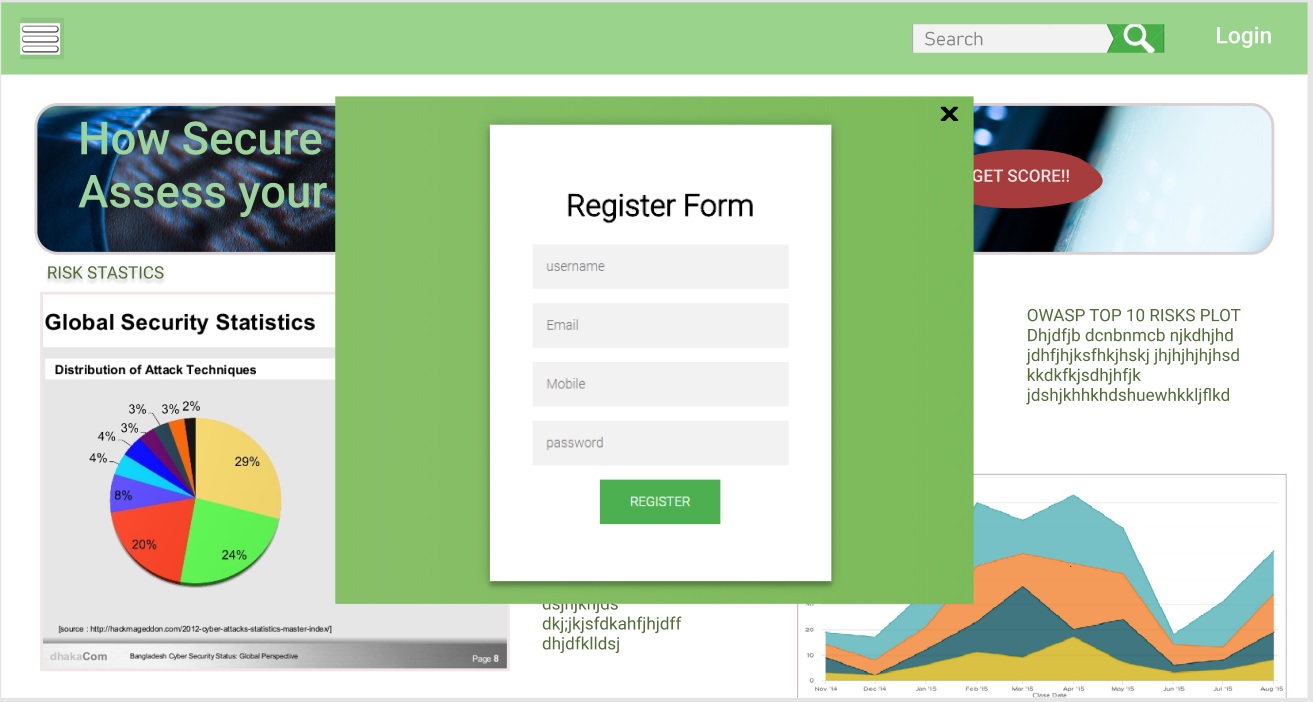 Search
Login
How Secure
Assess your
GET SCORE!!
Register Form
username
Email
Mobile
password
REGISTER
RISK STASTICS
Global Security Statistics
Distribution of Attack Techniques
2%
3%
3%
3%
4%
4%
8%
20%
24%
29%
[source : http://hackmageddon.com/2012-cyber-attacks-statistics-master-index/]
dhakaCom
Bangladesh Cyber Security Status: Global Perspective
Page 8
dkj;jkjsfdkahfjhjdff
dhjdfklldsj
OWASP TOP 10 RISKS PLOT
Dhjdfjb dcnbnmcb njkdhjhd
jdhfjhjksfhkjhskj jhjhjhjhjhsd
kkdkfkjsdhjhfjk
jdshjkhhkhdshuewhkkljflkd
20
10
0
Nov '14 Dec '14 Jan '15 Feb '15 Mar '15 Apr '15 May '15 Jun '15 Jul '15 Aug '15
Close Date